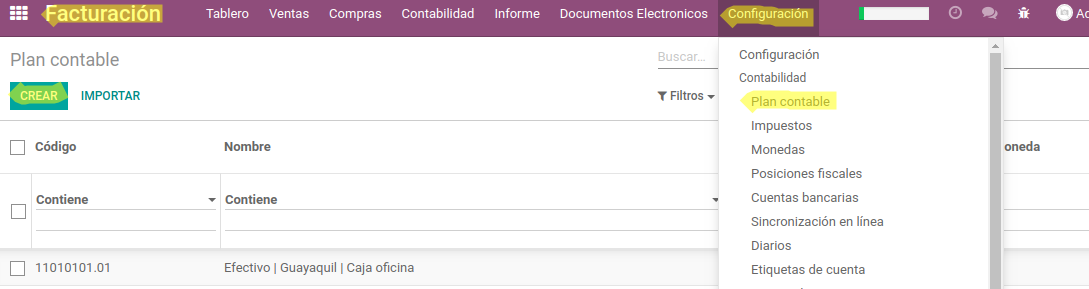 Facturación Tablero Ventas Compras Contabilidad Informe Documentos Electronicos Configuración Ac
Plan contable Buscar...
CREAR IMPORTAR Filtros
Configuración
Contabilidad
Plan contable
Impuestos
Monedas
Posiciones fiscales
Cuentas bancarias
Sincronización en línea
Diarios
Etiquetas de cuenta
Código Nombre oneda
Contiene Contiene
11010101.01 Efectivo | Guayaquil | Caja oficina